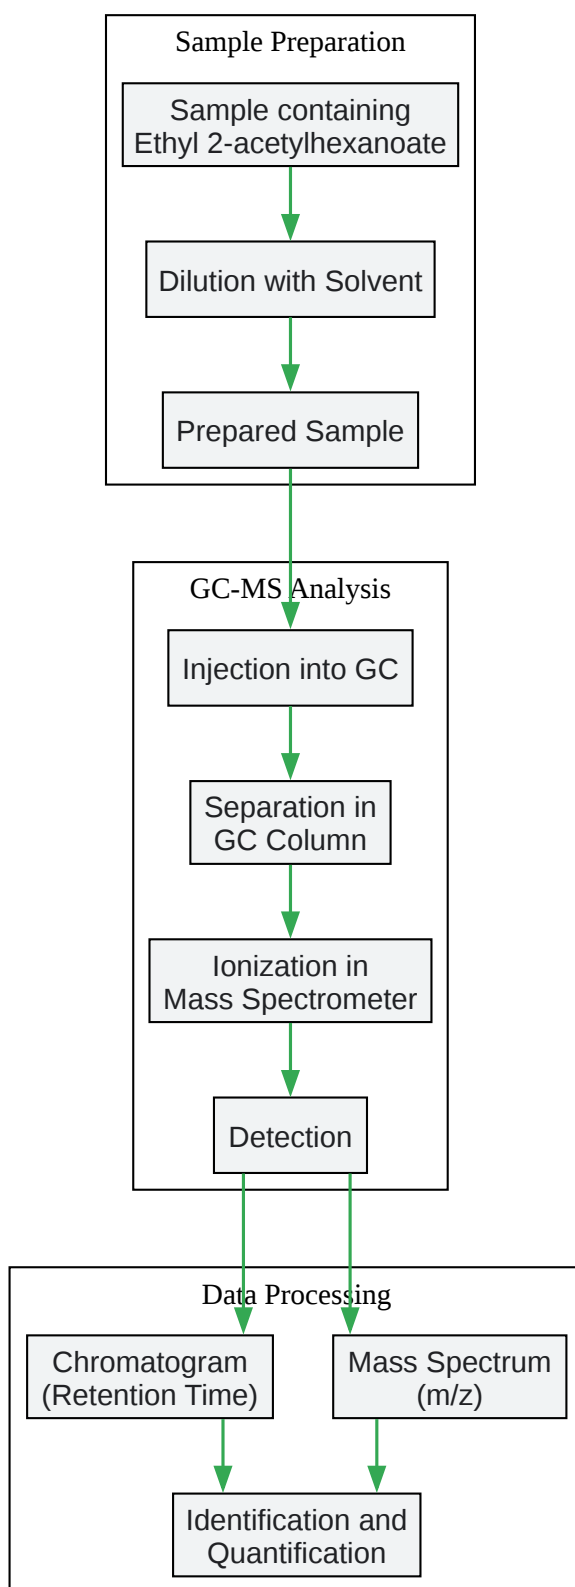 Sample Preparation
Sample containing
Ethyl 2-acetylhexanoate
Dilution with Solvent
Prepared Sample
GC-MS Analysis
Injection into GC
Separation in
GC Column
Ionization in
Mass Spectrometer
Detection
Data Processing
Chromatogram
(Retention Time)
Mass Spectrum
(m/z)
Identification and
Quantification